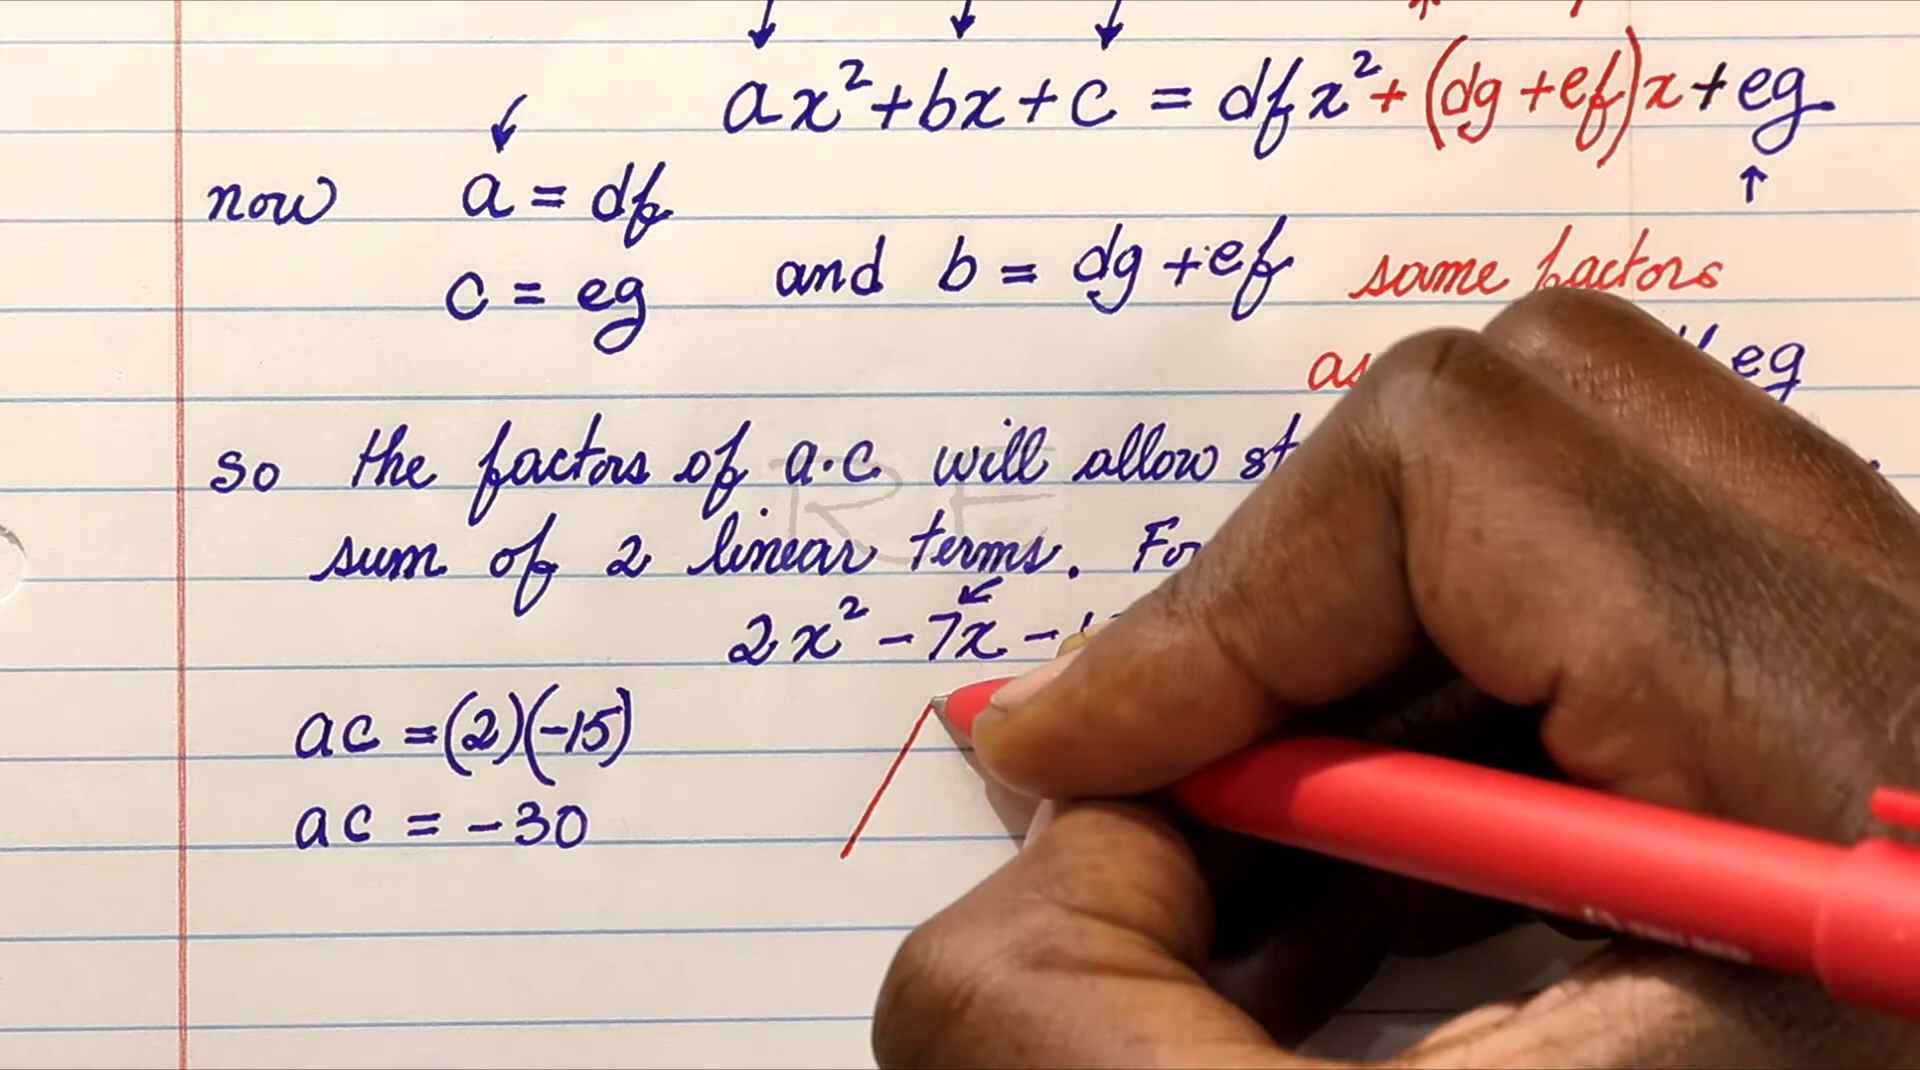 ax² + bx + c = dfx² + (dg + ef)x + eg
now a = df
c = eg and b = dg + ef same factors
eg
so the factors of a·c will allow
sum of 2 linear terms.
2x² - 7x -
ac = (2)(-15)
ac = -30